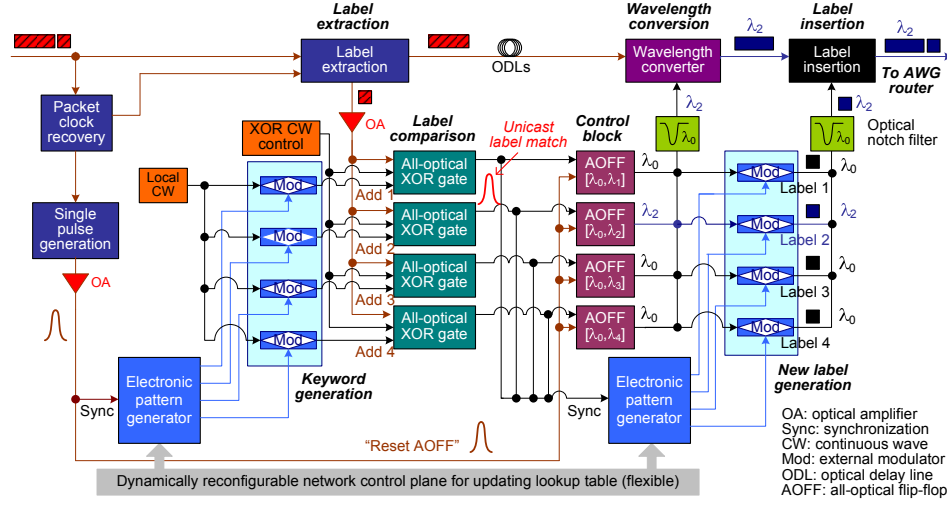 Label
extraction
Wavelength
conversion
Label
insertion
λ2
λ2
Label
extraction
ODLs
Wavelength
converter
Label
insertion
To AWG
router
Packet
clock
recovery
OA
XOR CW
control
Label
comparison
Unicast
label match
Control
block
λ2
λ2
λ0
λ0
Optical
notch filter
Local
CW
Mod
Add 1
All-optical
XOR gate
AOFF
[λ0,λ1]
λ0
Mod
Label 1
λ0
Single
pulse
generation
Mod
Add 2
All-optical
XOR gate
AOFF
[λ0,λ2]
λ2
Mod
Label 2
λ2
OA
Mod
Add 3
All-optical
XOR gate
AOFF
[λ0,λ3]
λ0
Mod
Label 3
λ0
Mod
Add 4
All-optical
XOR gate
AOFF
[λ0,λ4]
λ0
Mod
Label 4
λ0
Keyword
generation
New label
generation
Sync
Electronic
pattern
generator
Sync
Electronic
pattern
generator
"Reset AOFF"
Dynamically reconfigurable network control plane for updating lookup table (flexible)
OA: optical amplifier
Sync: synchronization
CW: continuous wave
Mod: external modulator
ODL: optical delay line
AOFF: all-optical flip-flop